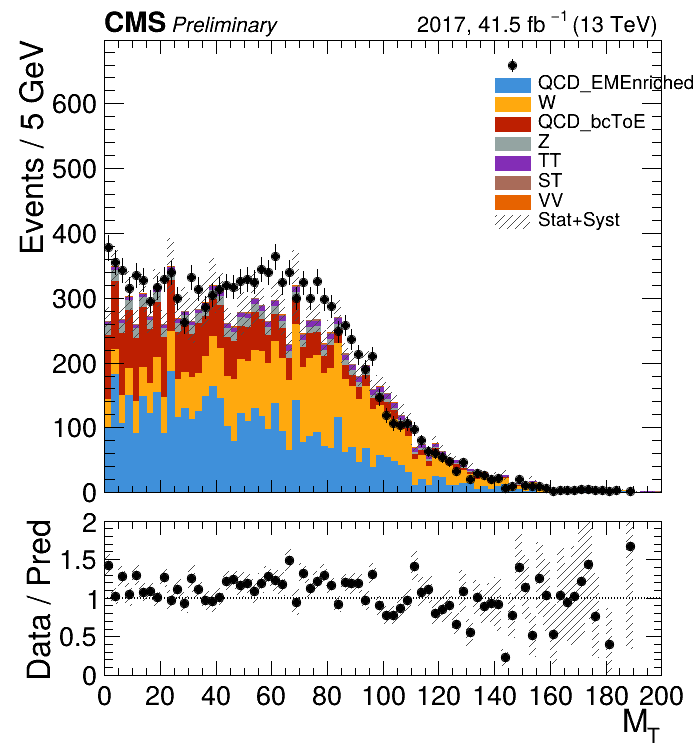 CMS Preliminary 2017, 41.5 fb⁻¹ (13 TeV)
Events / 5 GeV
600
500
400
300
200
100
0
QCD_EMEnriched
W
QCD_bcToE
Z
TT
ST
VV
Stat+Syst
Data / Pred
2
1.5
1
0.5
0
0 20 40 60 80 100 120 140 160 180 200
M_T